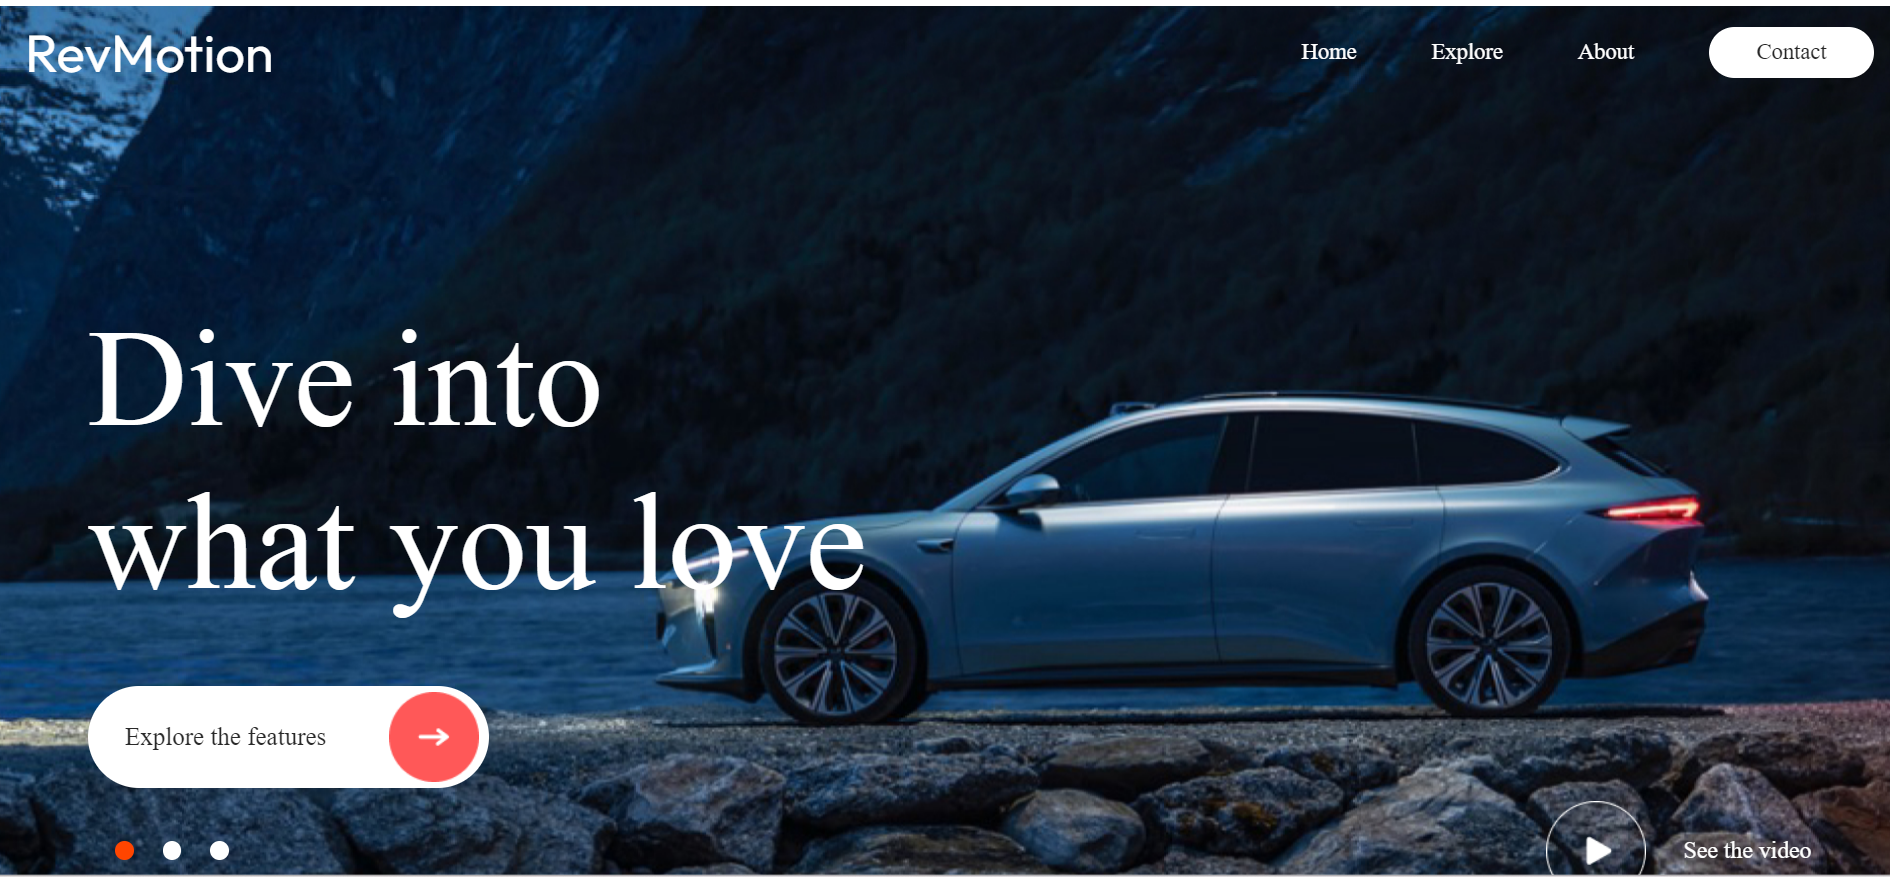 RevMotion
Home
Explore
About
Contact
Dive into
what you love
Explore the features
See the video